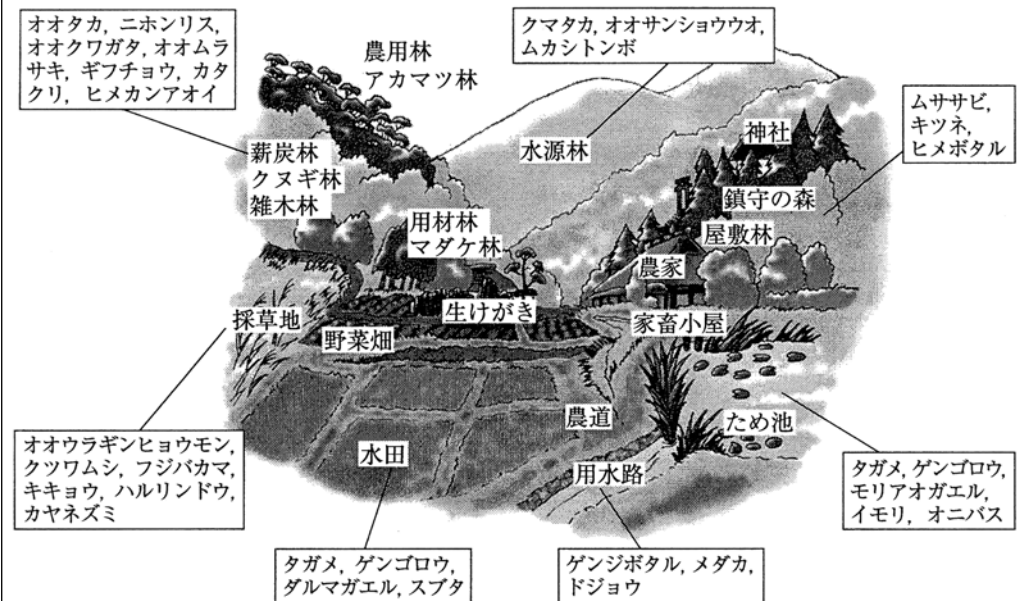 オオタカ, ニホンリス,
オオクワガタ, オオムラ
サキ, ギフチョウ, カタ
クリ, ヒメカンアオイ
農用林
アカマツ林
クマタカ, オオサンショウウオ,
ムカシトンボ
ムササビ,
キツネ,
ヒメボタル
薪炭林
クヌギ林
雑木林
水源林
神社
鎮守の森
用材林
マダケ林
屋敷林
農家
採草地
生けがき
野菜畑
家畜小屋
農道
ため池
水田
用水路
オオウラギンヒョウモン,
クツワムシ, フジバカマ,
キキョウ, ハルリンドウ,
カヤネズミ
タガメ, ゲンゴロウ,
モリアオガエル,
イモリ, オニバス
タガメ, ゲンゴロウ,
ダルマガエル, スブタ
ゲンジボタル, メダカ,
ドジョウ